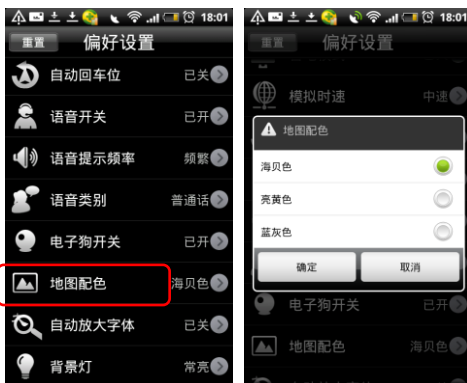 18:01
重置
偏好设置
自动回车位
已关
语音开关
已开
语音提示频率
频繁
语音类别
普通话
电子狗开关
已开
地图配色
海贝色
自动放大字体
已关
背景灯
常亮
18:01
重置
偏好设置
模拟时速
中速
地图配色
海贝色
亮黄色
蓝灰色
确定
取消
电子狗开关
已开
地图配色
海贝色